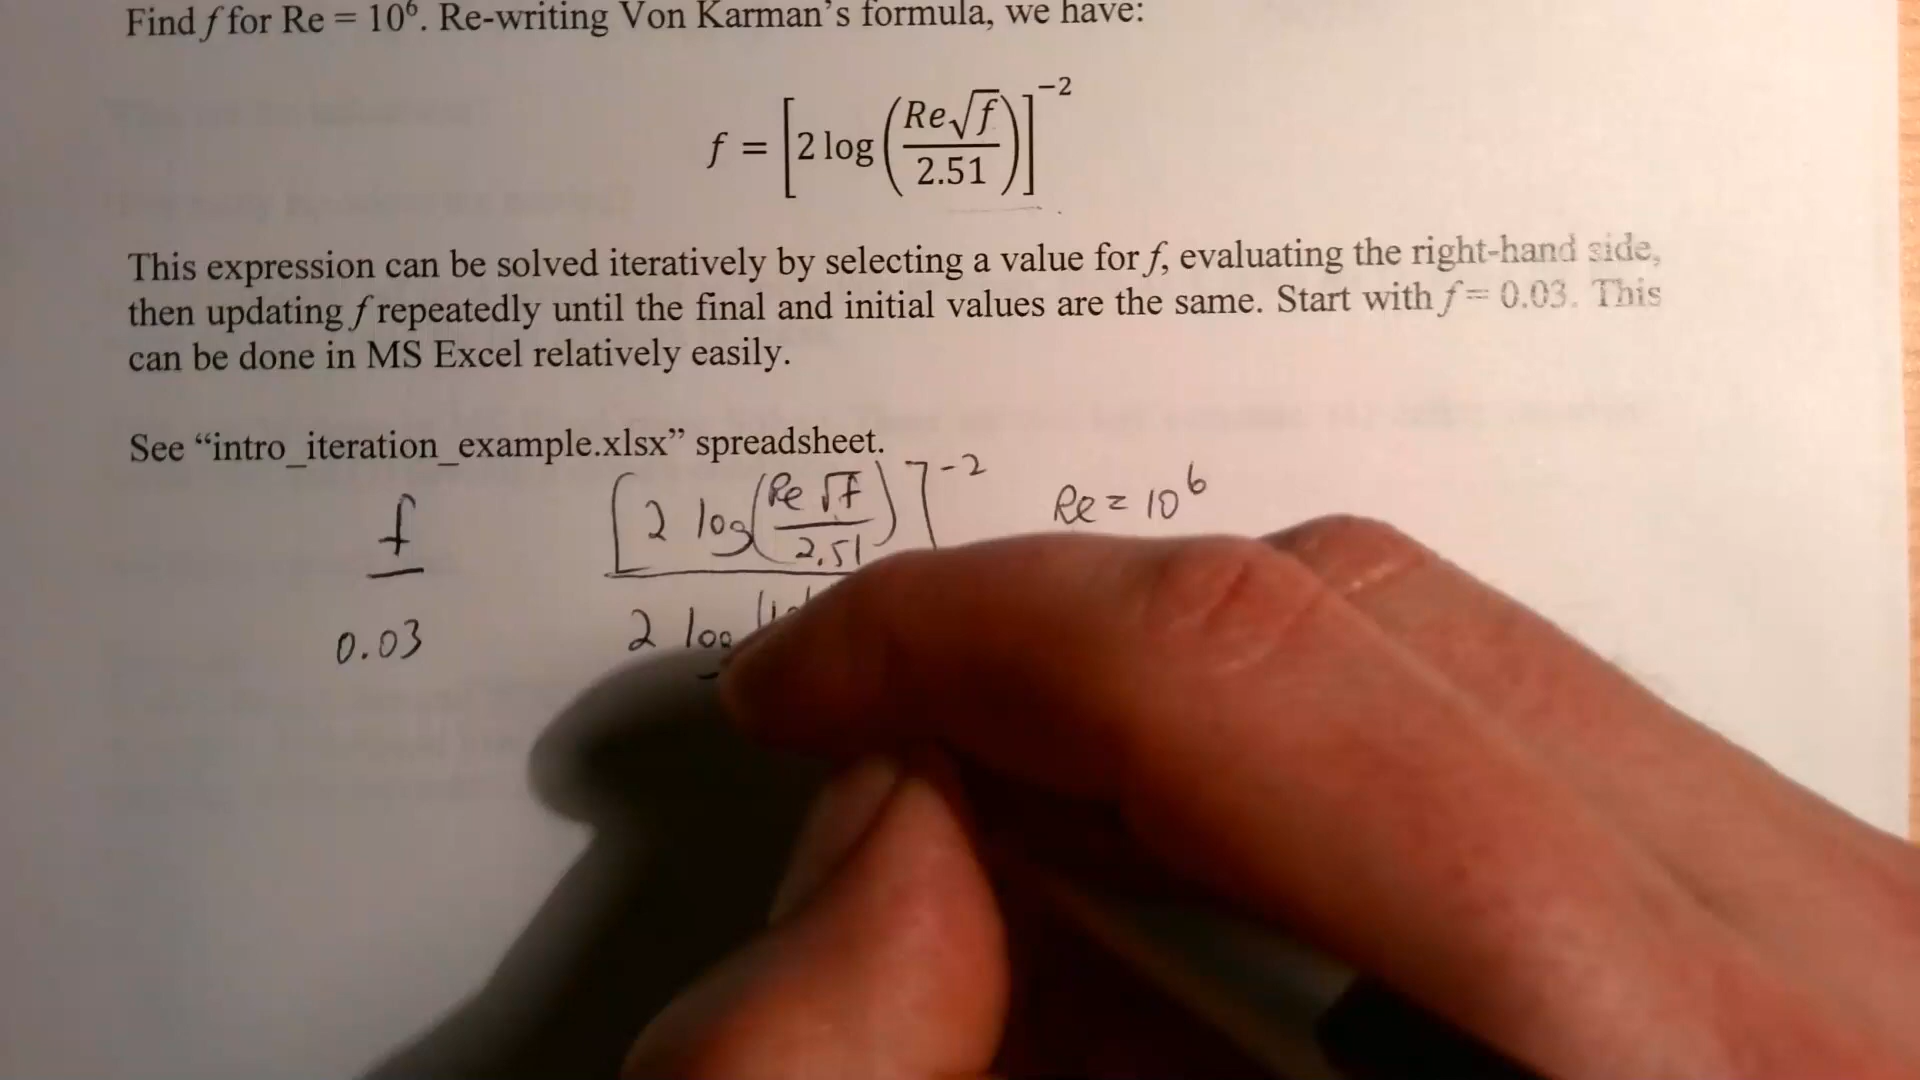 Find f for Re = 10⁶. Re-writing Von Karman's formula, we have:
f = [2 log (Re√f / 2.51)]⁻²
This expression can be solved iteratively by selecting a value for f, evaluating the right-hand side,
then updating f repeatedly until the final and initial values are the same. Start with f = 0.03. This
can be done in MS Excel relatively easily.
See “intro_iteration_example.xlsx” spreadsheet.
f [2 log (Re √f / 2.51)]⁻² Re = 10⁶
0.03 2 log